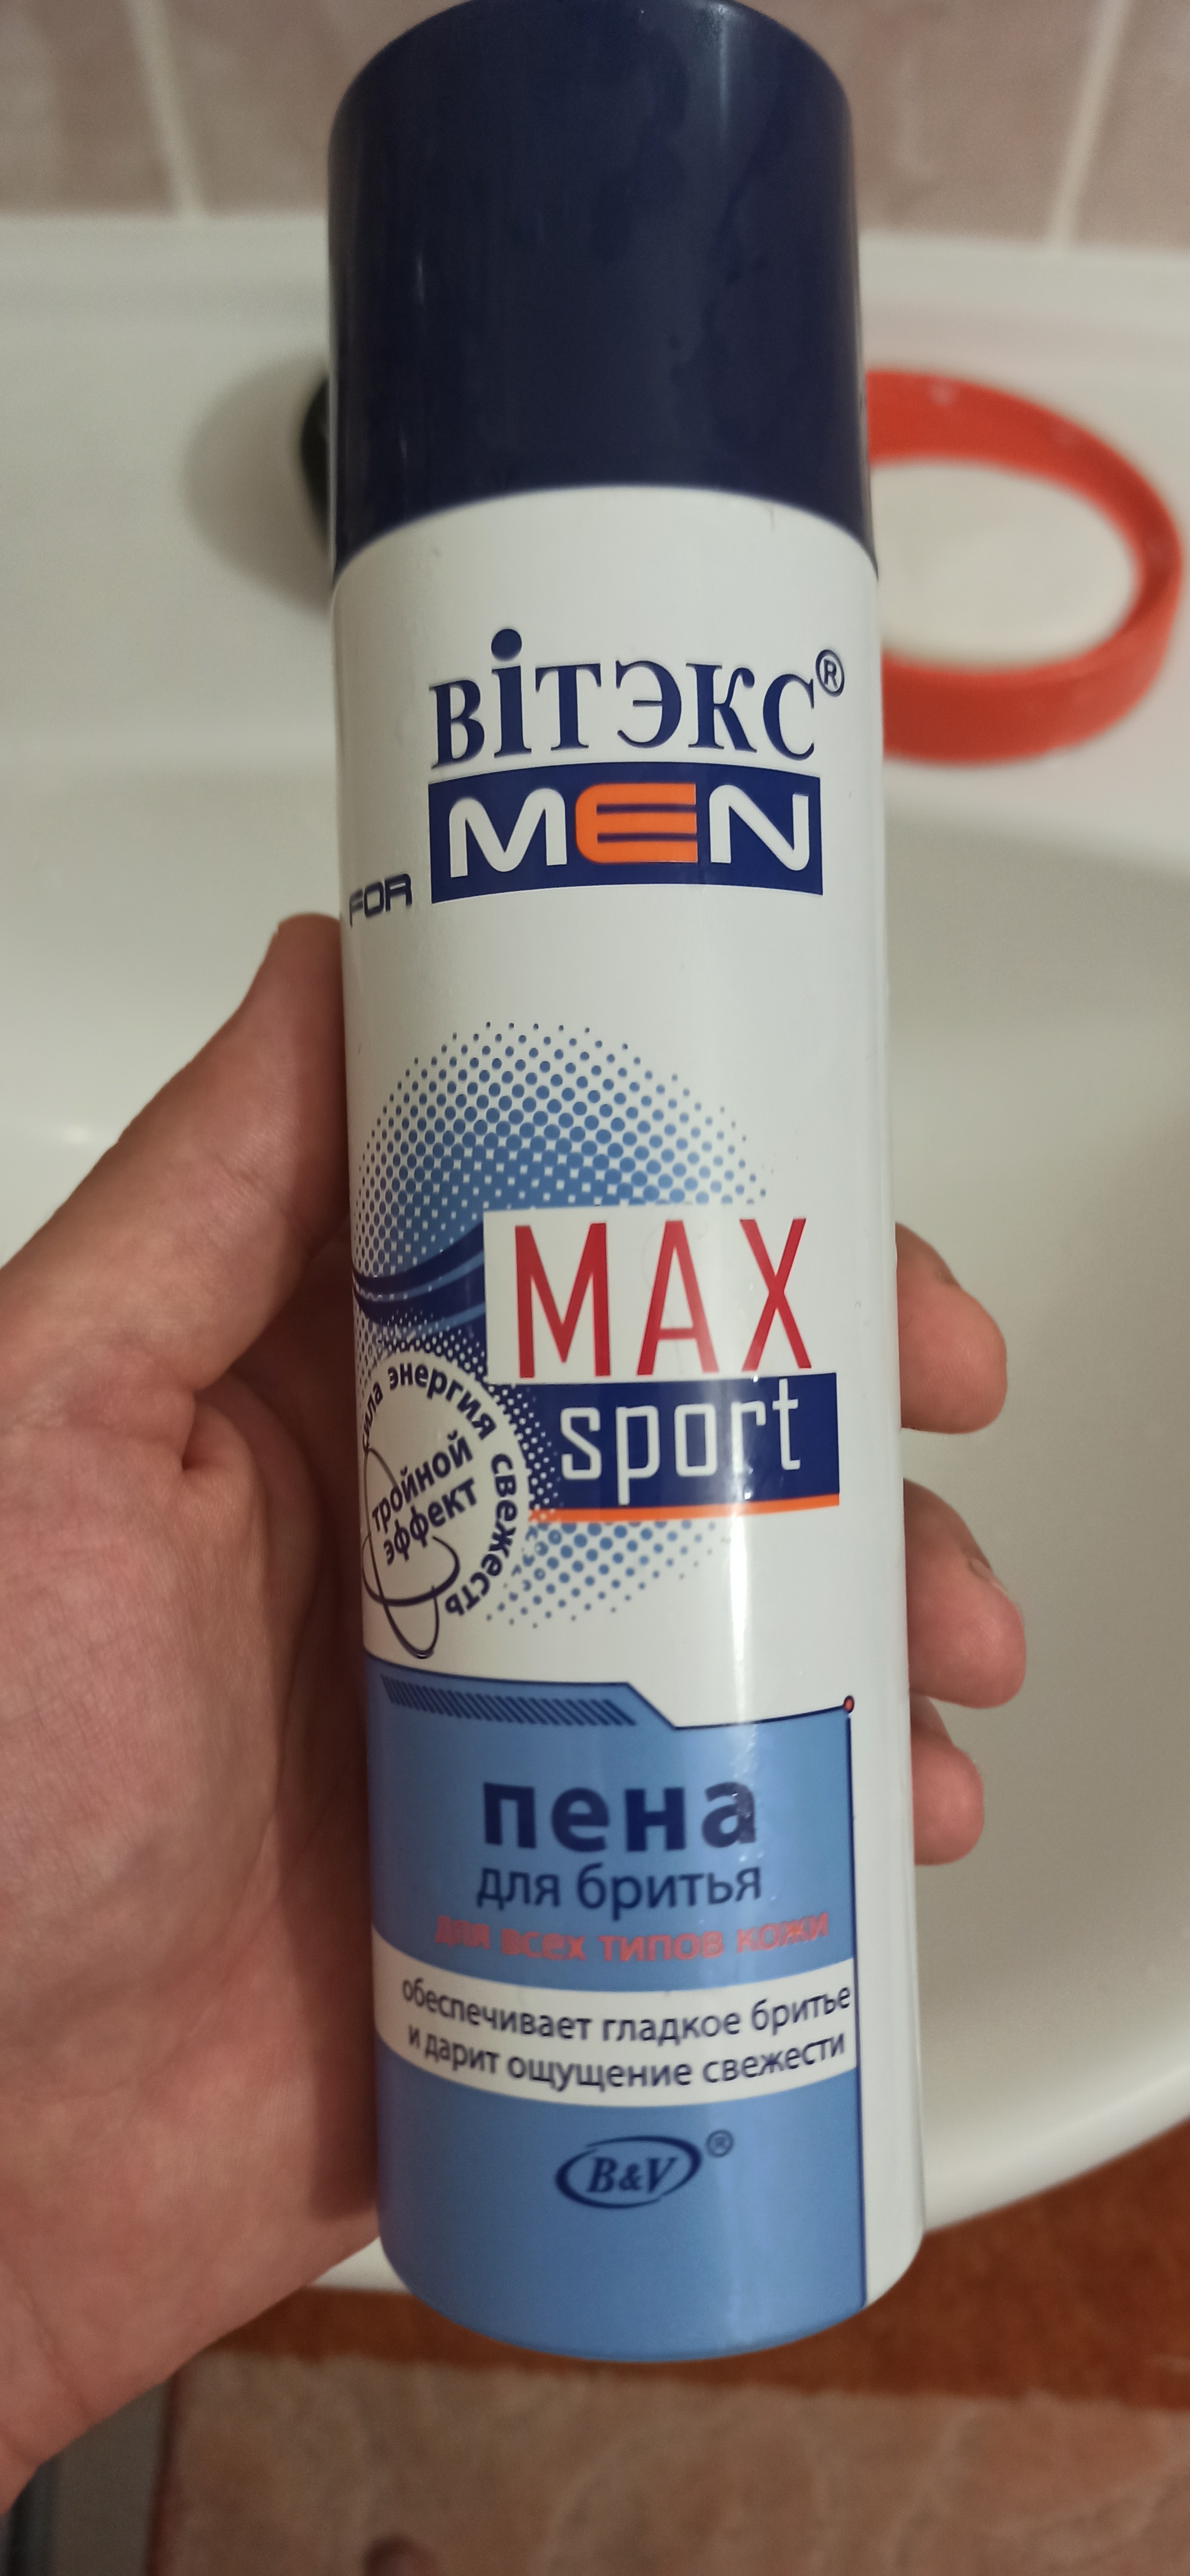 вiтэкс®
FOR MEN
MAX
sport
сила энергия свежесть
тройной
эффект
пена
для бритья
для всех типов кожи
обеспечивает гладкое бритье
и дарит ощущение свежести
B&V®